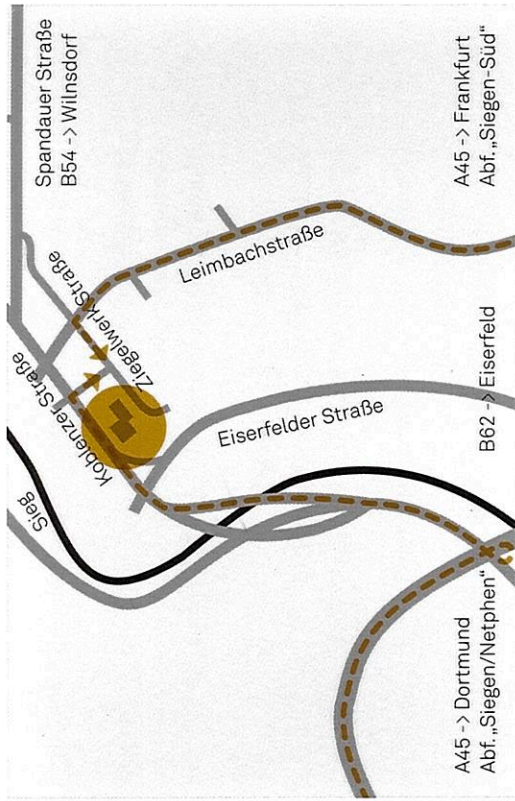 Spandauer Straße
B54 -> Wilnsdorf
Koblenzer Straße
Ziegelwerkstraße
Sieg
Leimbachstraße
Eiserfelder Straße
A45 -> Dortmund
Abf. „Siegen/Netphen“
B62 -> Eiserfeld
A45 -> Frankfurt
Abf. „Siegen-Süd“